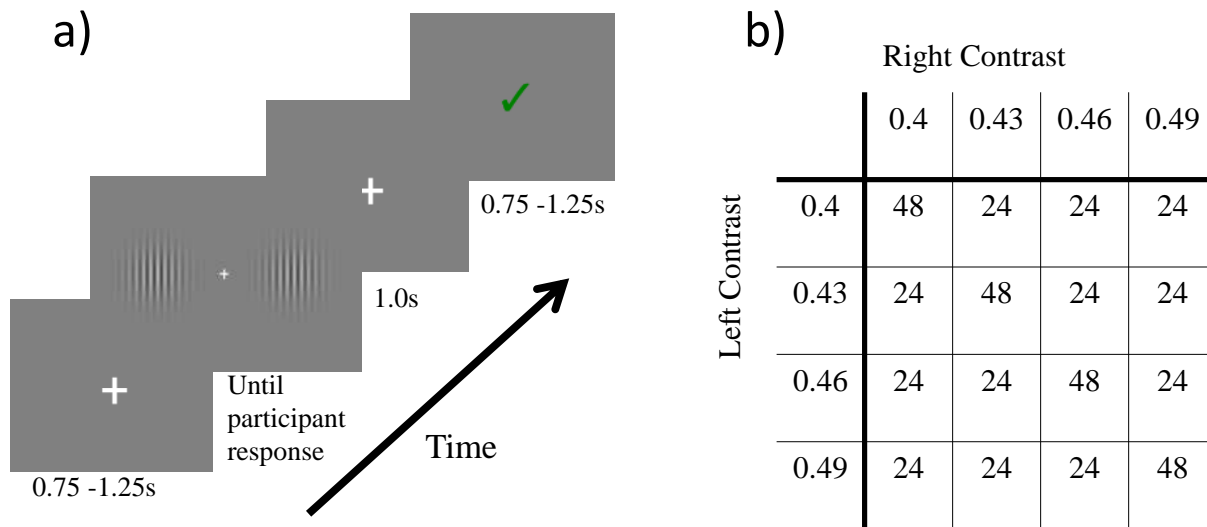 a)
✓
0.75 -1.25s
1.0s
Until
participant
response
Time
0.75 -1.25s
b)
Right Contrast
Left Contrast
0.4 0.43 0.46 0.49
0.4 48 24 24 24
0.43 24 48 24 24
0.46 24 24 48 24
0.49 24 24 24 48